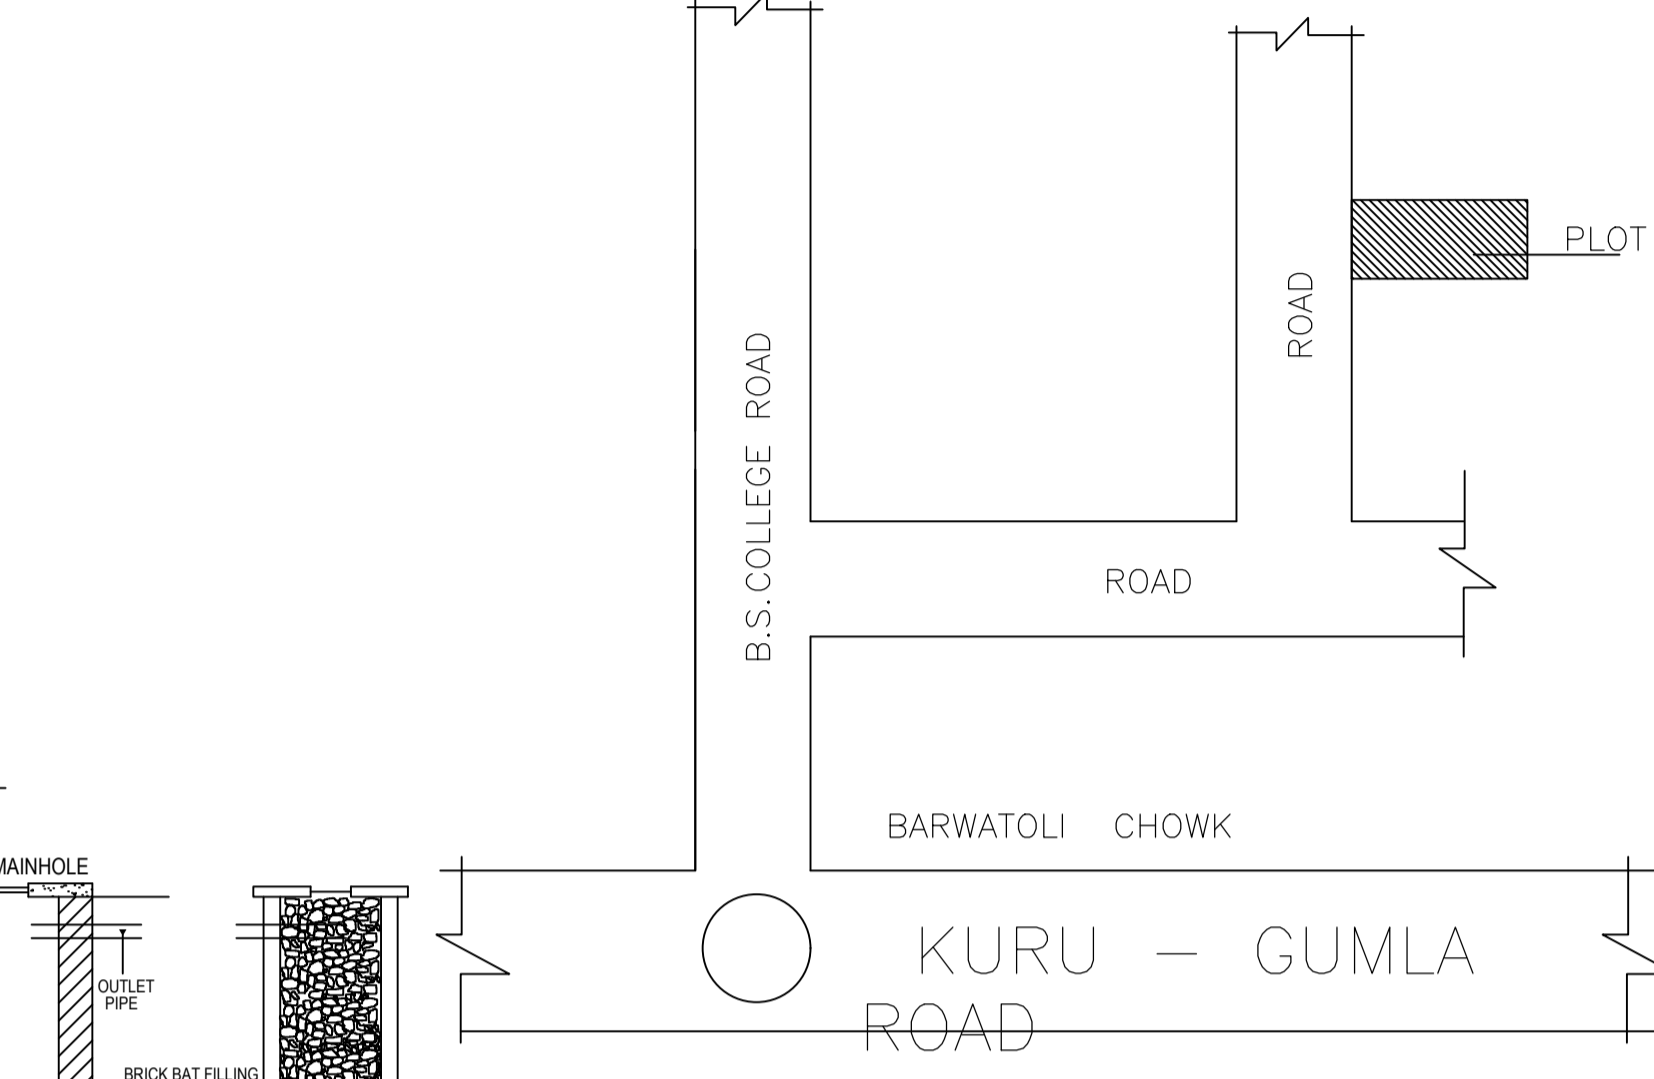 PLOT
ROAD
B.S.COLLEGE ROAD
ROAD
BARWATOLI CHOWK
MAINHOLE
KURU - GUMLA
ROAD
OUTLET
PIPE
BRICK BAT FILLING